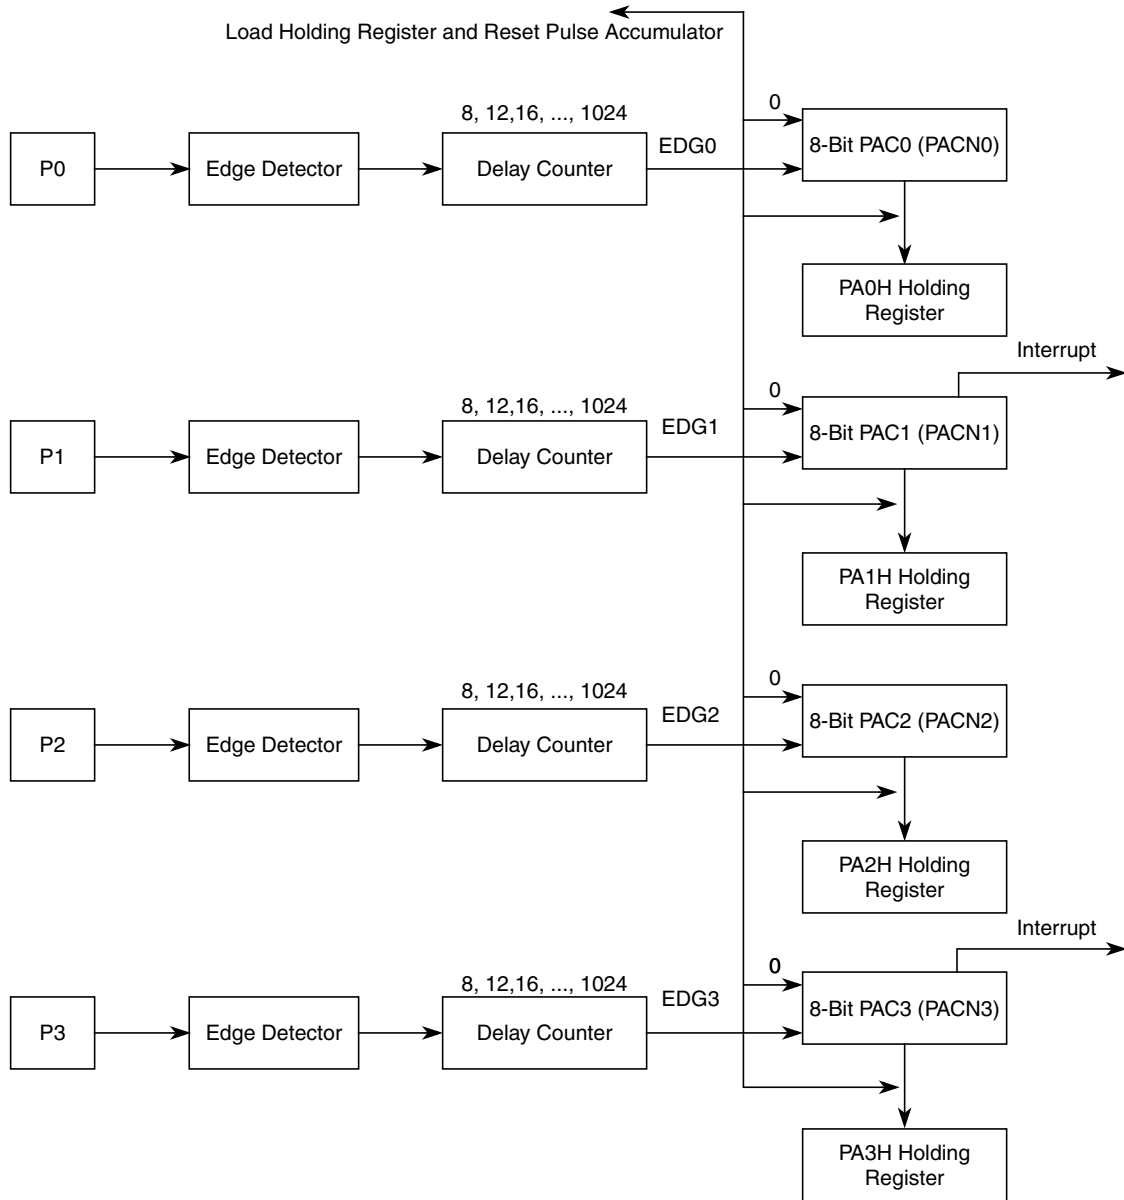 Load Holding Register and Reset Pulse Accumulator
0
8, 12,16, ..., 1024
P0
Edge Detector
Delay Counter
EDG0
8-Bit PAC0 (PACN0)
PA0H Holding
Register
Interrupt
0
8, 12,16, ..., 1024
P1
Edge Detector
Delay Counter
EDG1
8-Bit PAC1 (PACN1)
PA1H Holding
Register
0
8, 12,16, ..., 1024
P2
Edge Detector
Delay Counter
EDG2
8-Bit PAC2 (PACN2)
PA2H Holding
Register
Interrupt
0
8, 12,16, ..., 1024
P3
Edge Detector
Delay Counter
EDG3
8-Bit PAC3 (PACN3)
PA3H Holding
Register